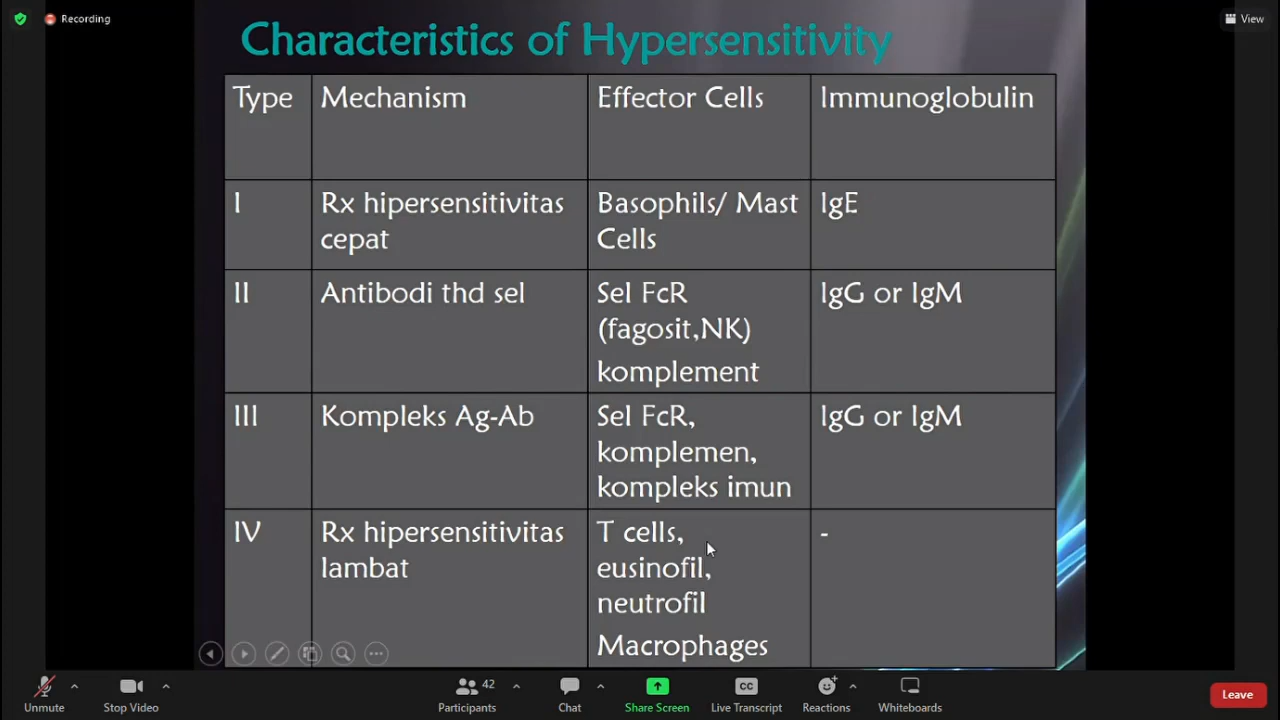 Recording
View
Characteristics of Hypersensitivity
Type
Mechanism
Effector Cells
Immunoglobulin
I
Rx hipersensitivitas
cepat
Basophils/ Mast
Cells
IgE
II
Antibodi thd sel
Sel FcR
(fagosit,NK)
komplement
IgG or IgM
III
Kompleks Ag-Ab
Sel FcR,
komplemen,
kompleks imun
IgG or IgM
IV
Rx hipersensitivitas
lambat
T cells,
eusinofil,
neutrofil
Macrophages
-
42
CC
Unmute
Stop Video
Participants
Chat
Share Screen
Live Transcript
Reactions
Whiteboards
Leave